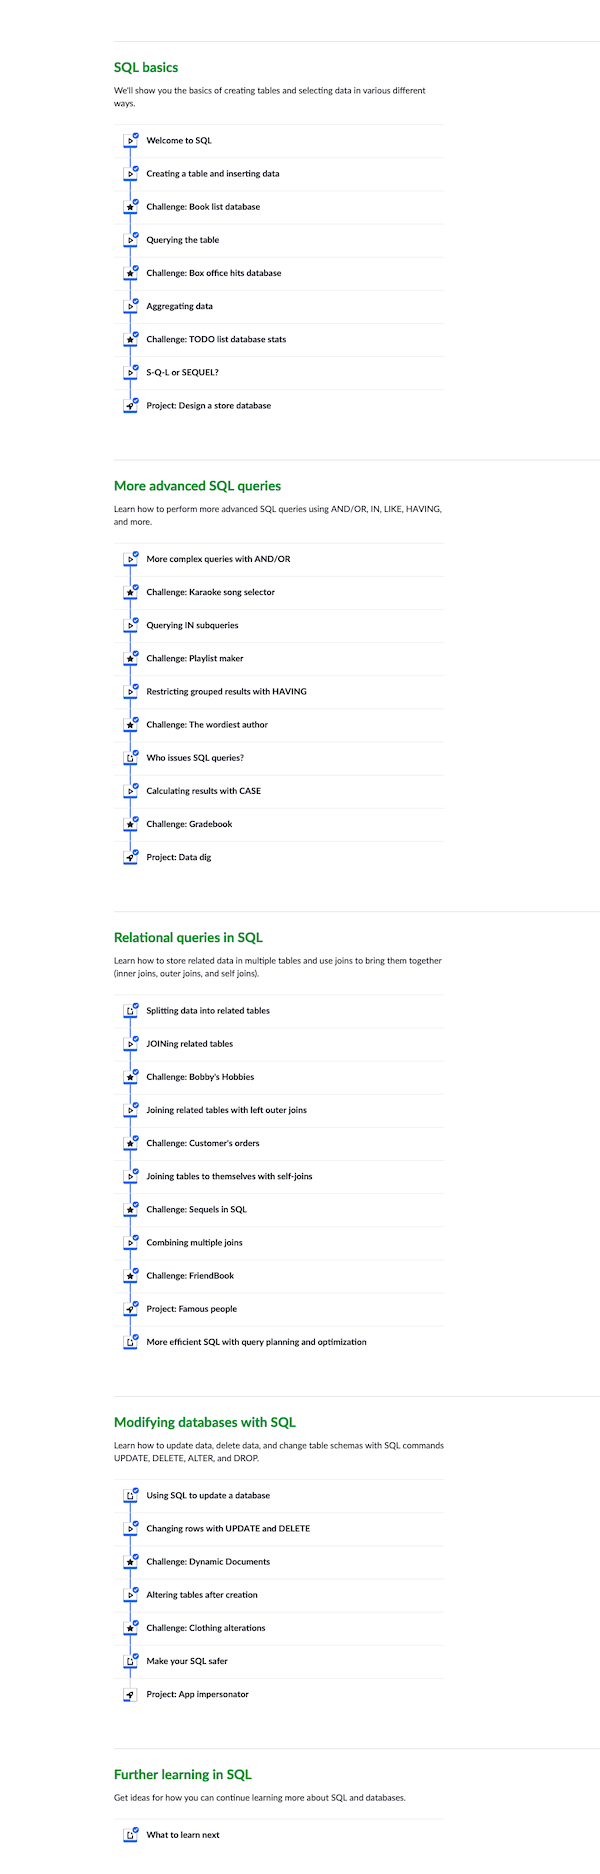 SQL basics
We'll show you the basics of creating tables and selecting data in various different
ways.
Welcome to SQL
Creating a table and inserting data
Challenge: Book list database
Querying the table
Challenge: Box office hits database
Aggregating data
Challenge: TODO list database stats
S-Q-L or SEQUEL?
Project: Design a store database
More advanced SQL queries
Learn how to perform more advanced SQL queries using AND/OR, IN, LIKE, HAVING,
and more.
More complex queries with AND/OR
Challenge: Karaoke song selector
Querying IN subqueries
Challenge: Playlist maker
Restricting grouped results with HAVING
Challenge: The wordiest author
Who issues SQL queries?
Calculating results with CASE
Challenge: Gradebook
Project: Data dig
Relational queries in SQL
Learn how to store related data in multiple tables and use joins to bring them together
(inner joins, outer joins, and self joins).
Splitting data into related tables
JOINing related tables
Challenge: Bobby's Hobbies
Joining related tables with left outer joins
Challenge: Customer's orders
Joining tables to themselves with self-joins
Challenge: Sequels in SQL
Combining multiple joins
Challenge: FriendBook
Project: Famous people
More efficient SQL with query planning and optimization
Modifying databases with SQL
Learn how to update data, delete data, and change table schemas with SQL commands
UPDATE, DELETE, ALTER, and DROP.
Using SQL to update a database
Changing rows with UPDATE and DELETE
Challenge: Dynamic Documents
Altering tables after creation
Challenge: Clothing alterations
Make your SQL safer
Project: App impersonator
Further learning in SQL
Get ideas for how you can continue learning more about SQL and databases.
What to learn next